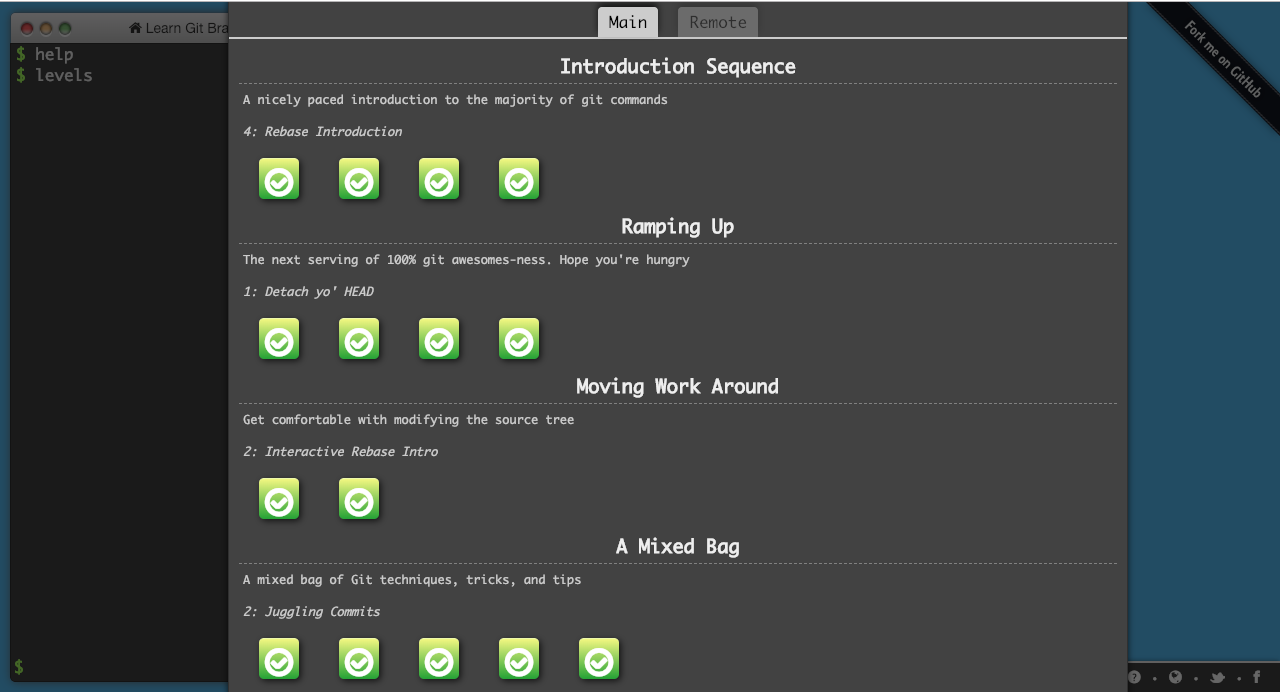 Main
Remote
Learn Git Bra
$ help
$ levels
Fork me on GitHub
Introduction Sequence
A nicely paced introduction to the majority of git commands
4: Rebase Introduction
Ramping Up
The next serving of 100% git awesomes-ness. Hope you're hungry
1: Detach yo' HEAD
Moving Work Around
Get comfortable with modifying the source tree
2: Interactive Rebase Intro
A Mixed Bag
A mixed bag of Git techniques, tricks, and tips
2: Juggling Commits
$